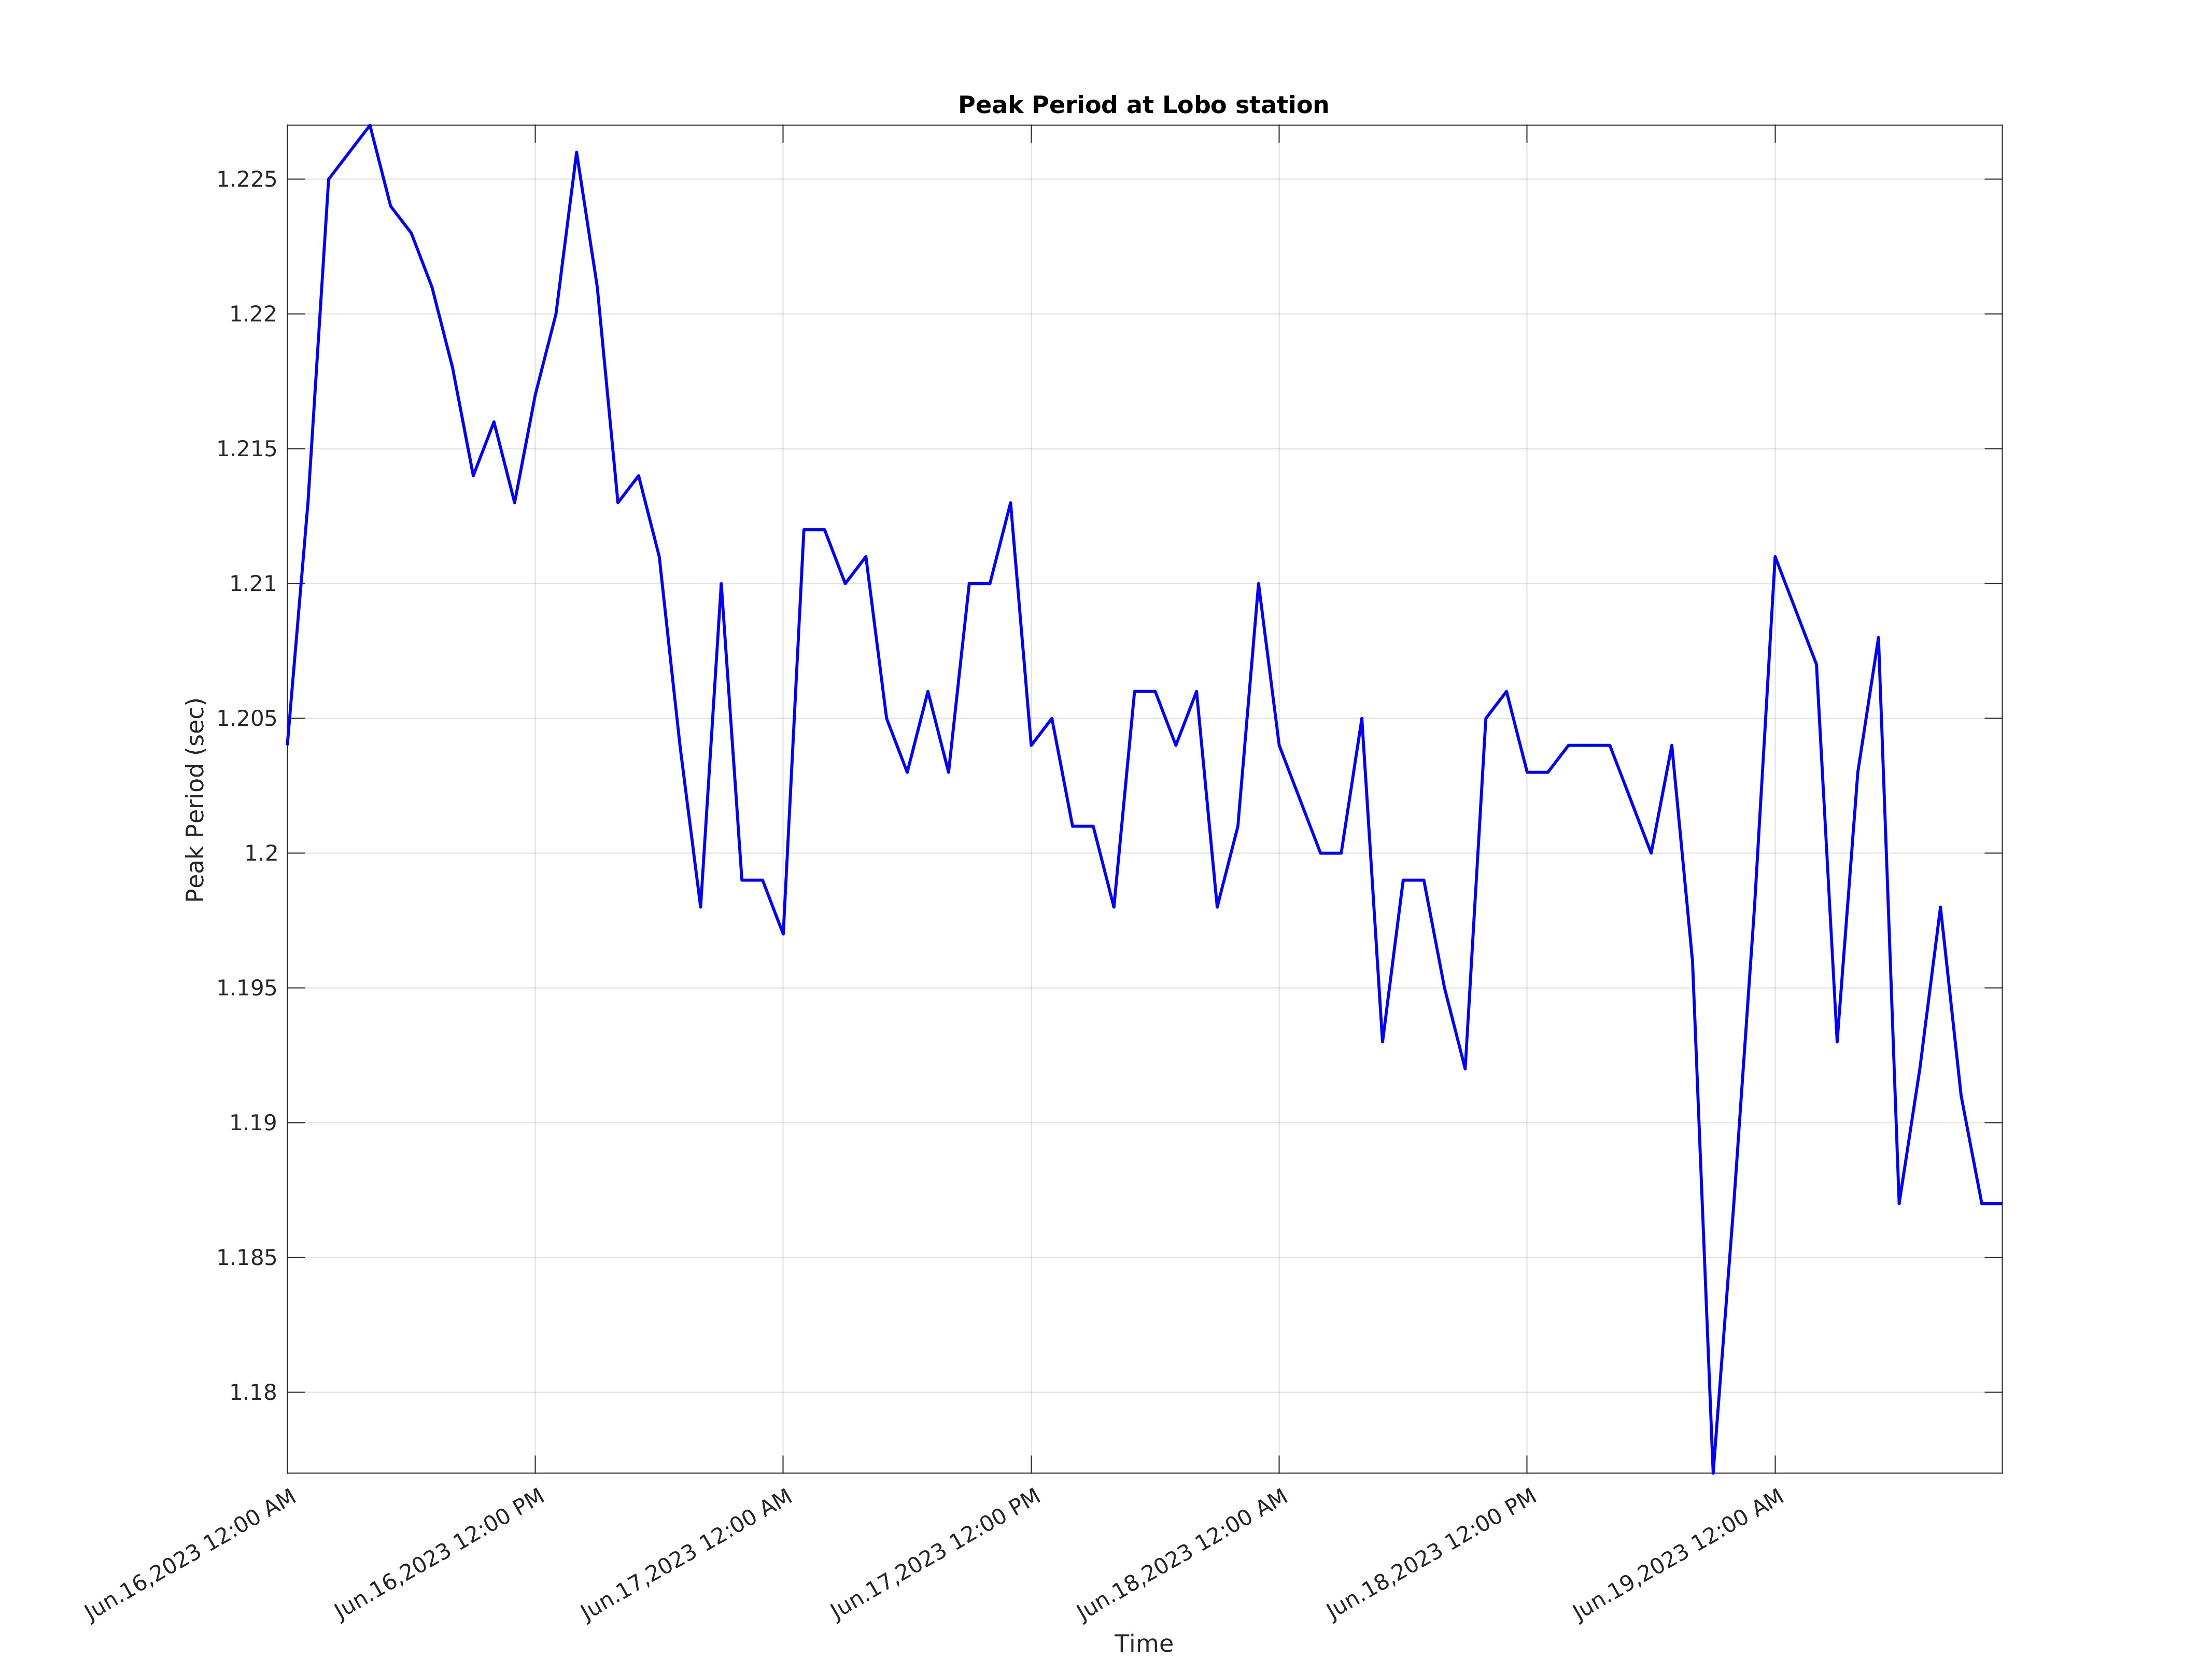 Peak Period at Lobo station
Peak Period (sec)
1.225
1.22
1.215
1.21
1.205
1.2
1.195
1.19
1.185
1.18
Jun.16,2023 12:00 AM
Jun.16,2023 12:00 PM
Jun.17,2023 12:00 AM
Jun.17,2023 12:00 PM
Jun.18,2023 12:00 AM
Jun.18,2023 12:00 PM
Jun.19,2023 12:00 AM
Time